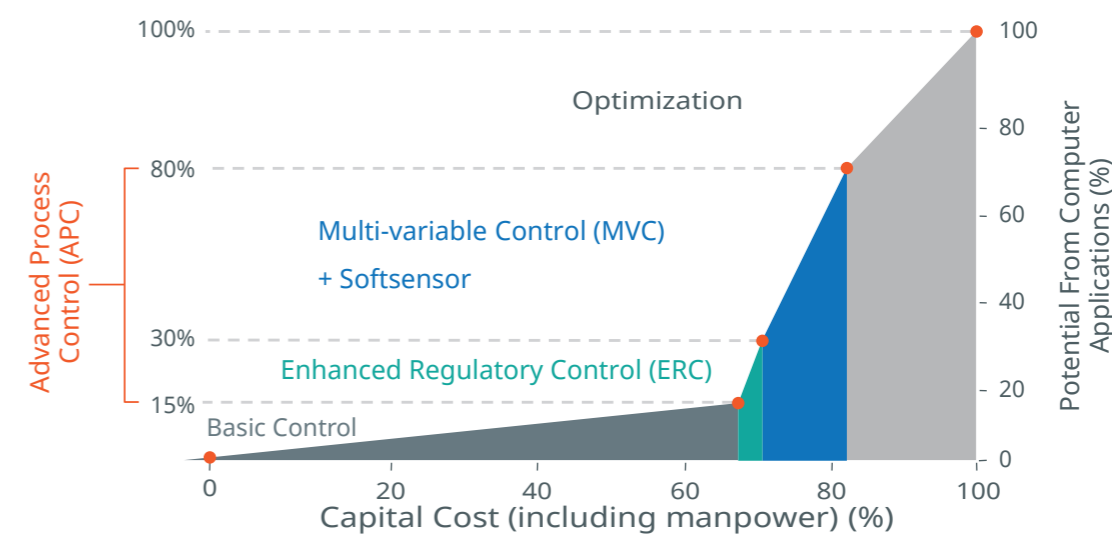 100%
100
Optimization
80
80%
Advanced Process
Control (APC)
Multi-variable Control (MVC)
+ Softsensor
60
Potential From Computer
Applications (%)
40
30%
Enhanced Regulatory Control (ERC)
20
15%
Basic Control
0
0
20
40
60
80
100
Capital Cost (including manpower) (%)